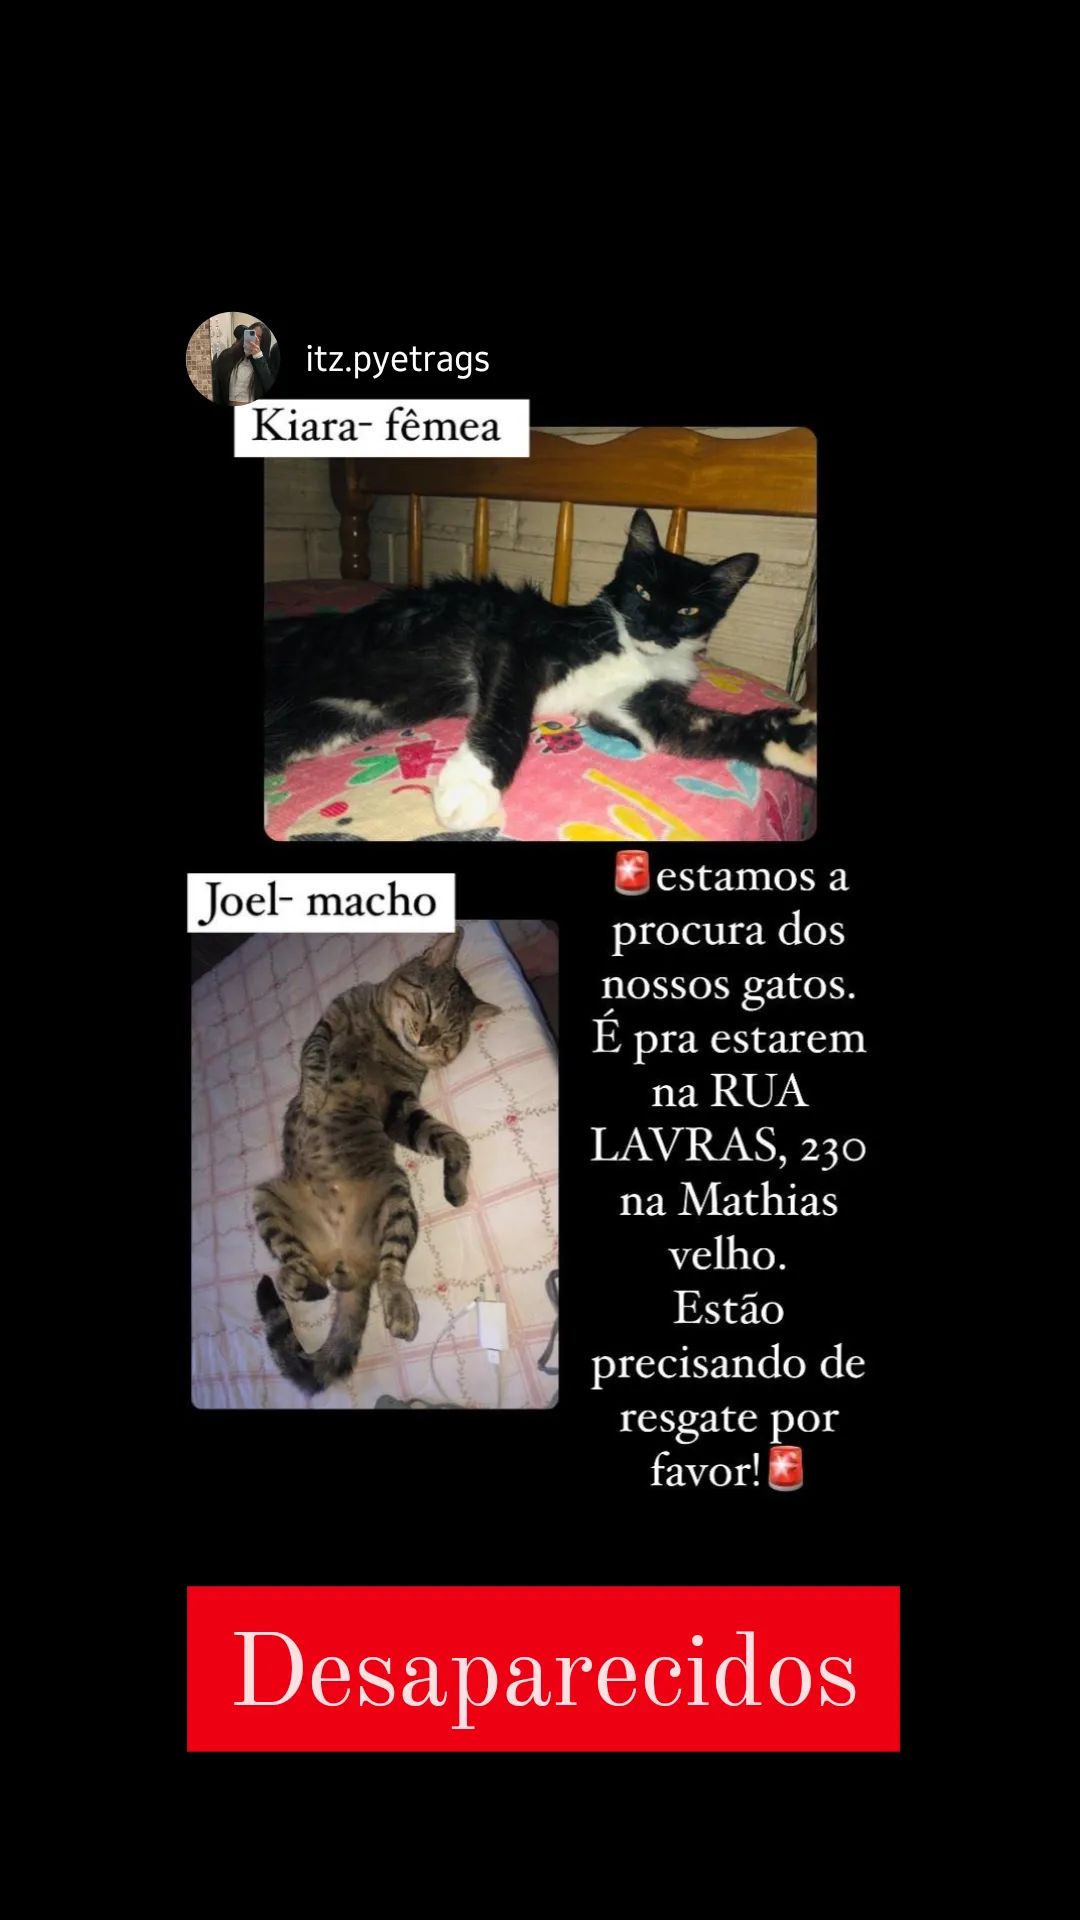 itz.pyetrags
Kiara- fêmea
Joel- macho
🚨estamos a
procura dos
nossos gatos.
É pra estarem
na RUA
LAVRAS, 230
na Mathias
velho.
Estão
precisando de
resgate por
favor!🚨
Desaparecidos